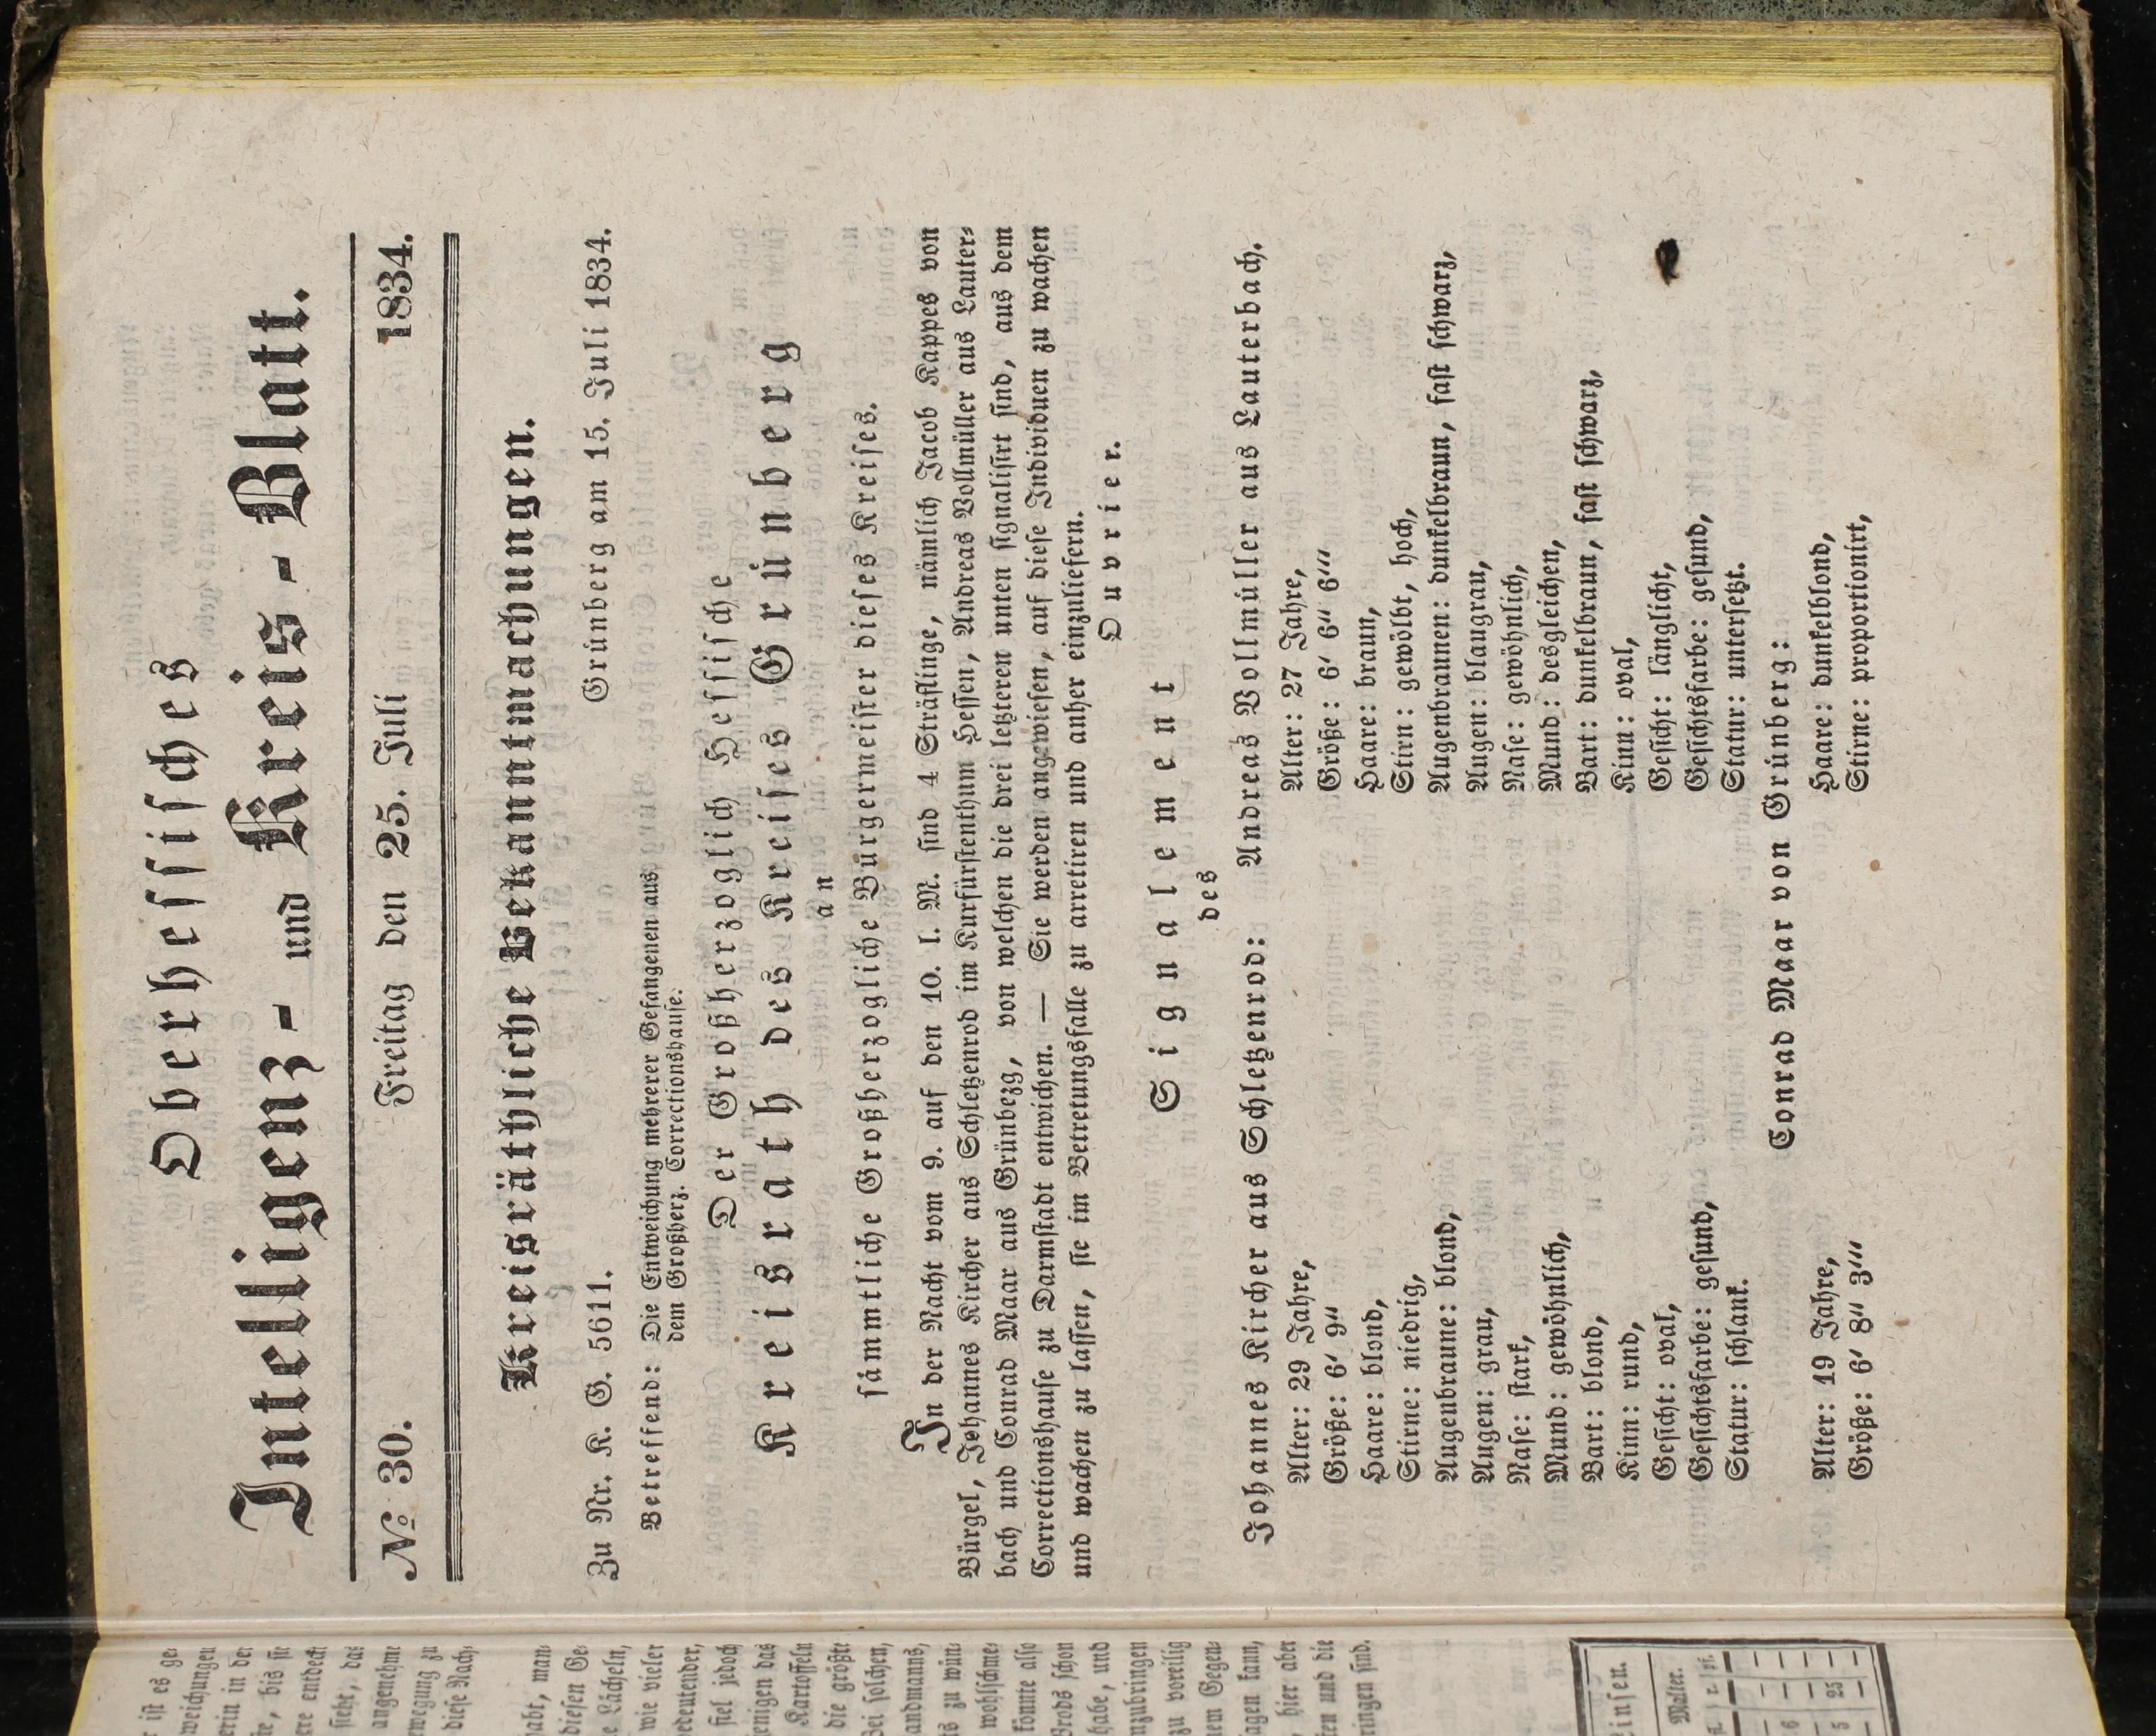 Oberhessisches
Intelligenz- und Kreis-Blatt.
№ 30. Freitag den 25. Juli 1834.
Kreisräthliche Bekanntmachungen.
Zu Nr. K. G. 5611. Grünberg am 15. Juli 1834.
Betreffend: Die Entweichung mehrerer Gefangenen aus
dem Großherz. Correctionshause.
Der Großherzoglich Hessische
Kreisrath des Kreises Grünberg
an
sämmtliche Großherzogliche Bürgermeister dieses Kreises.
In der Nacht vom 9. auf den 10. l. M. sind 4 Sträflinge, nämlich Jacob Kappes von
Bürgel, Johannes Kircher aus Schletzenrod im Kurfürstenthum Hessen, Andreas Vollmüller aus Lauter-
bach und Conrad Maar aus Grünbezg, von welchen die drei letzteren unten signalisirt sind, aus dem
Correctionshause zu Darmstadt entwichen. — Sie werden angewiesen, auf diese Individuen zu wachen
und wachen zu lassen, sie im Betretungsfalle zu arretiren und anher einzuliefern.
Ouvrier.
Signalement
des
Johannes Kircher aus Schletzenrod:
Alter: 29 Jahre,
Größe: 6′ 9″
Haare: blond,
Stirne: niedrig,
Augenbraune: blond,
Augen: grau,
Nase: stark,
Mund: gewöhnlich,
Bart: blond,
Kinn: rund,
Gesicht: oval,
Gesichtsfarbe: gesund,
Statur: schlank.
Andreas Vollmüller aus Lauterbach.
Alter: 27 Jahre,
Größe: 6′ 6″ 6‴
Haare: braun,
Stirn: gewölbt, hoch,
Augenbraunen: dunkelbraun, fast schwarz,
Augen: blaugrau,
Nase: gewöhnlich,
Mund: desgleichen,
Bart: dunkelbraun, fast schwarz,
Kinn: oval,
Gesicht: länglicht,
Gesichtsfarbe: gesund,
Statur: untersetzt.
Conrad Maar von Grünberg:
Alter: 19 Jahre,
Größe: 6′ 8″ 3‴
Haare: dunkelblond,
Stirne: proportionirt,